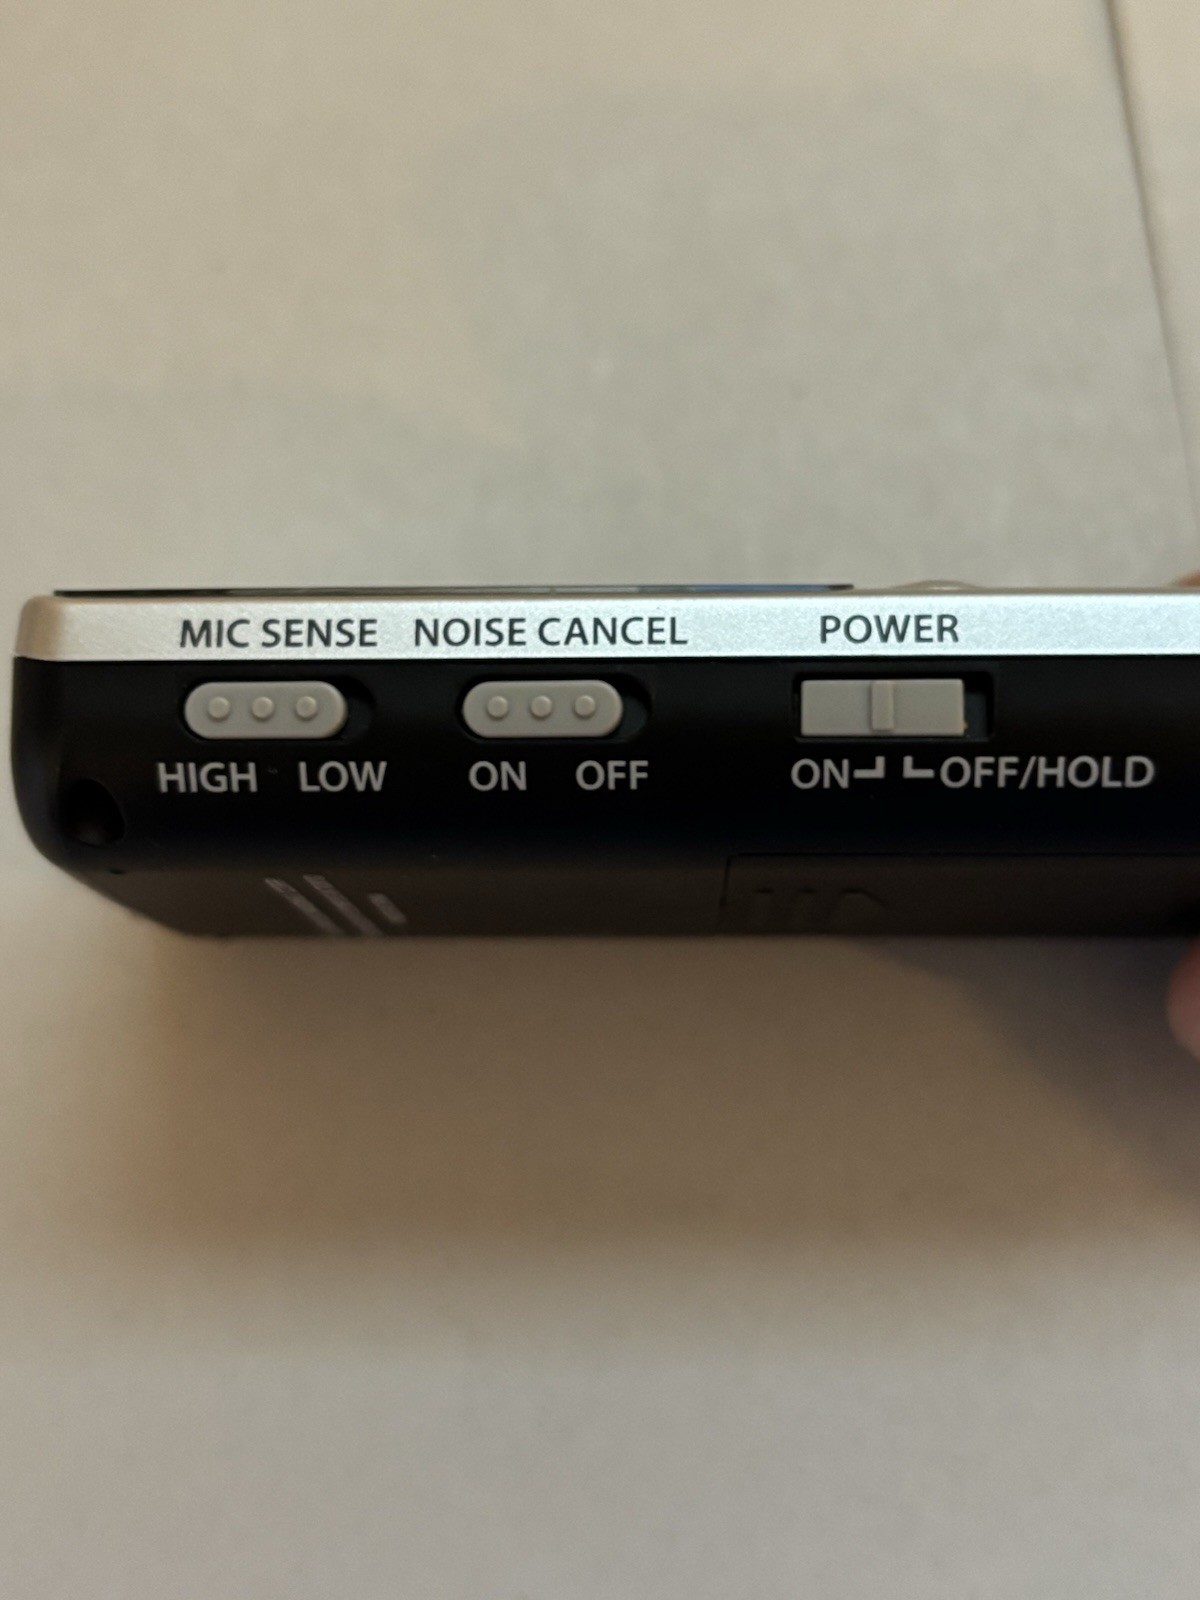 MIC SENSE NOISE CANCEL POWER
HIGH LOW ON OFF ON OFF/HOLD